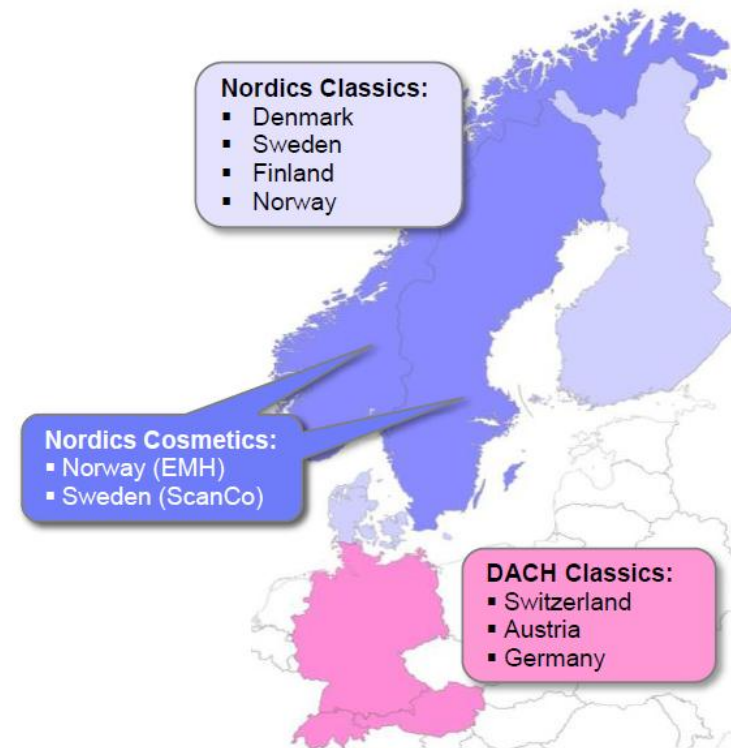 Nordics Classics:
▪ Denmark
▪ Sweden
▪ Finland
▪ Norway
Nordics Cosmetics:
▪ Norway (EMH)
▪ Sweden (ScanCo)
DACH Classics:
▪ Switzerland
▪ Austria
▪ Germany